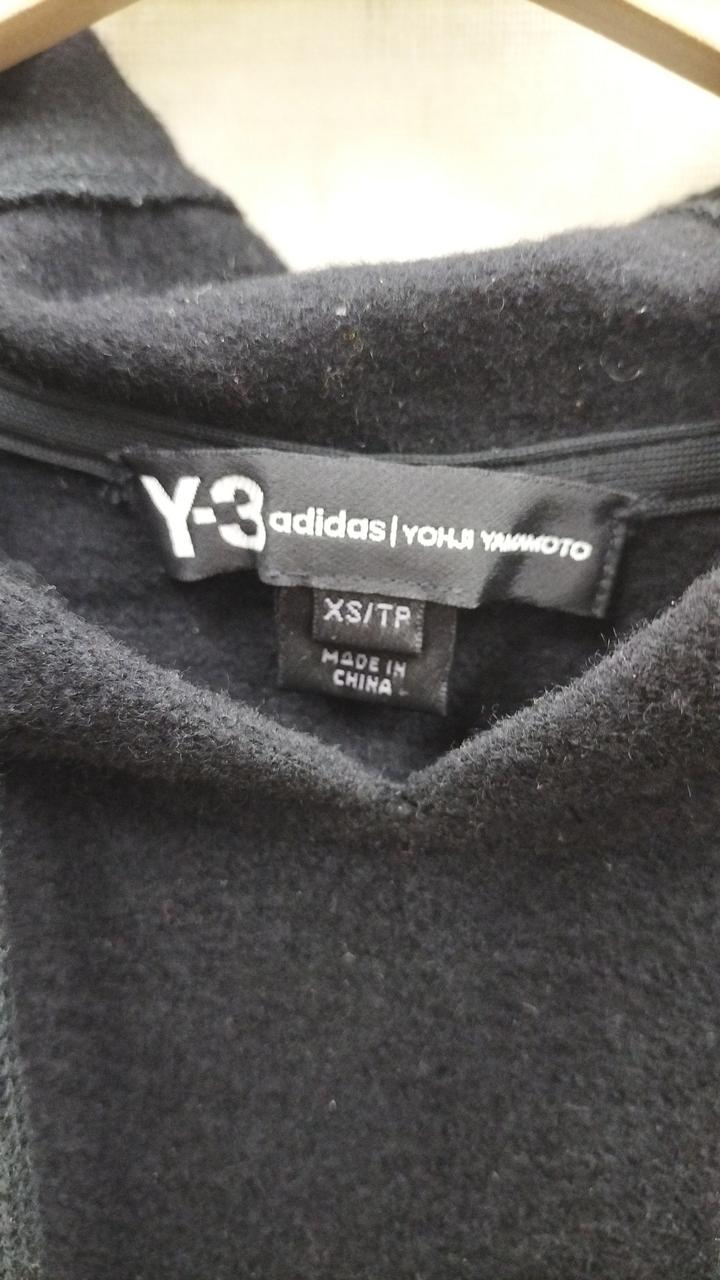 Y-3 adidas | YOHJI YAMAMOTO
XS/TP
MADE IN
CHINA